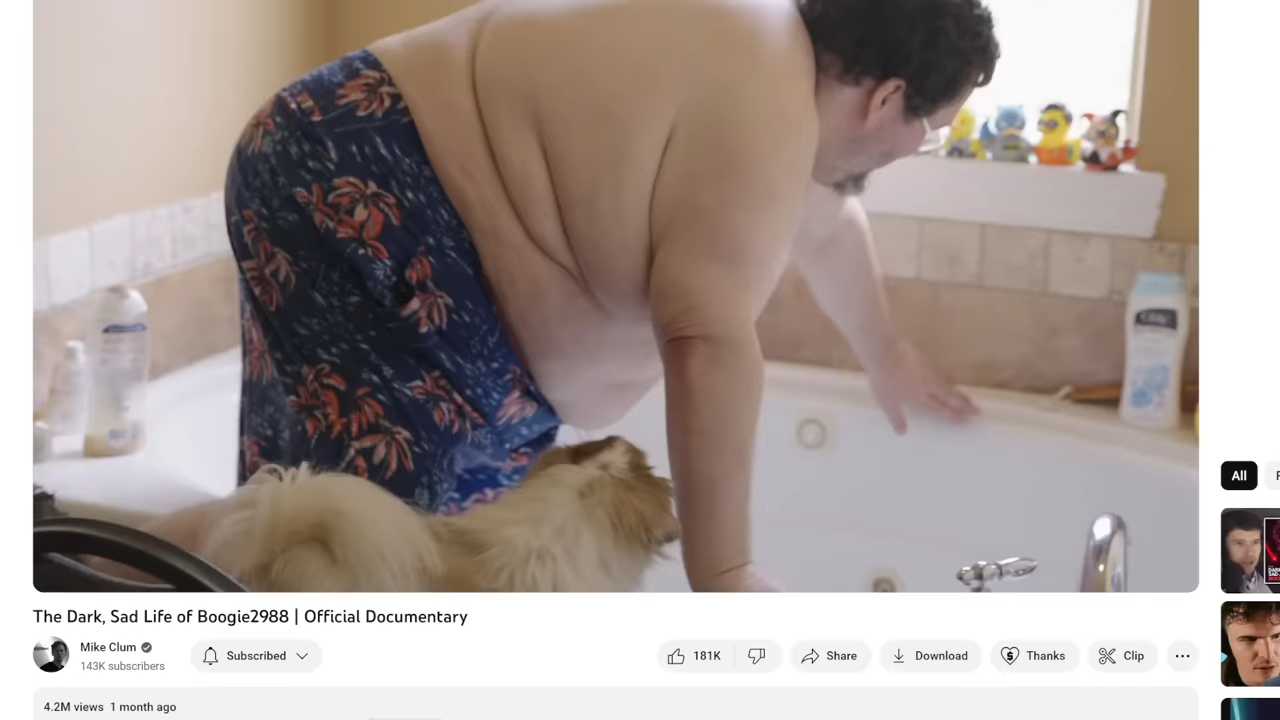 The Dark, Sad Life of Boogie2988 | Official Documentary
Mike Clum
143K subscribers
Subscribed
181K
Share
Download
Thanks
Clip
4.2M views 1 month ago
All